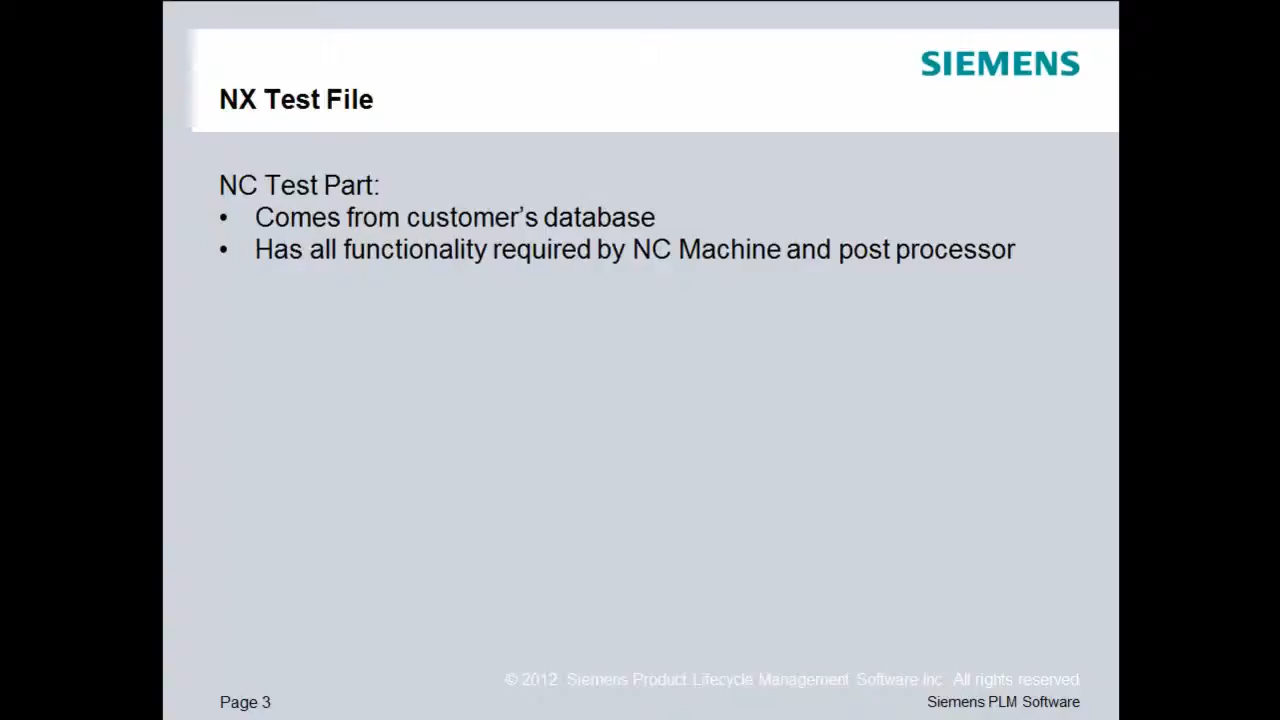 SIEMENS
NX Test File
NC Test Part:
• Comes from customer’s database
• Has all functionality required by NC Machine and post processor
© 2012. Siemens Product Lifecycle Management Software Inc. All rights reserved
Page 3
Siemens PLM Software